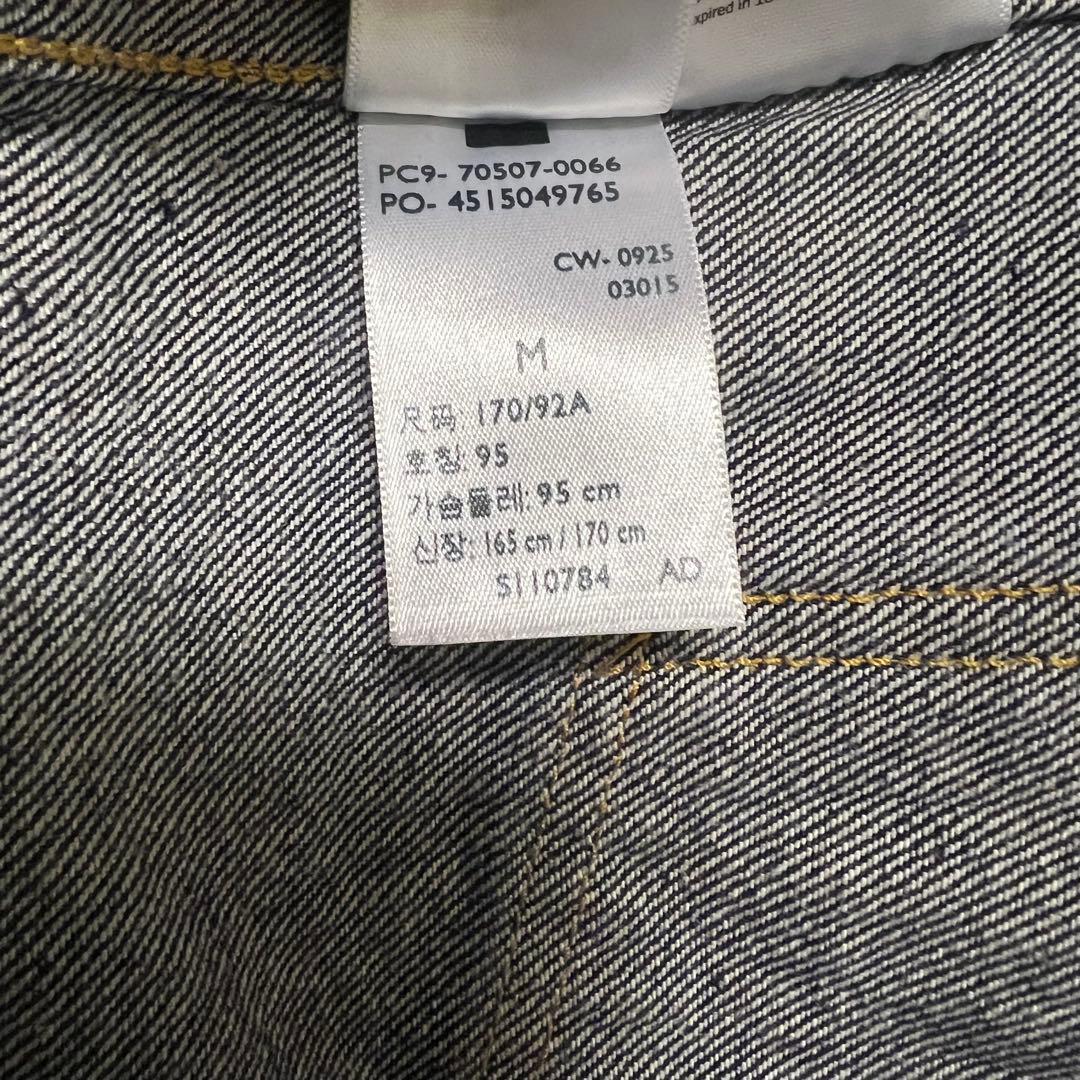 xpired in
PC9- 70507-0066
PO- 4515049765
CW- 0925
03015
M
尺码: 170/92A
호칭: 95
가슴둘레: 95 cm
신장: 165 cm / 170 cm
S110784 AD